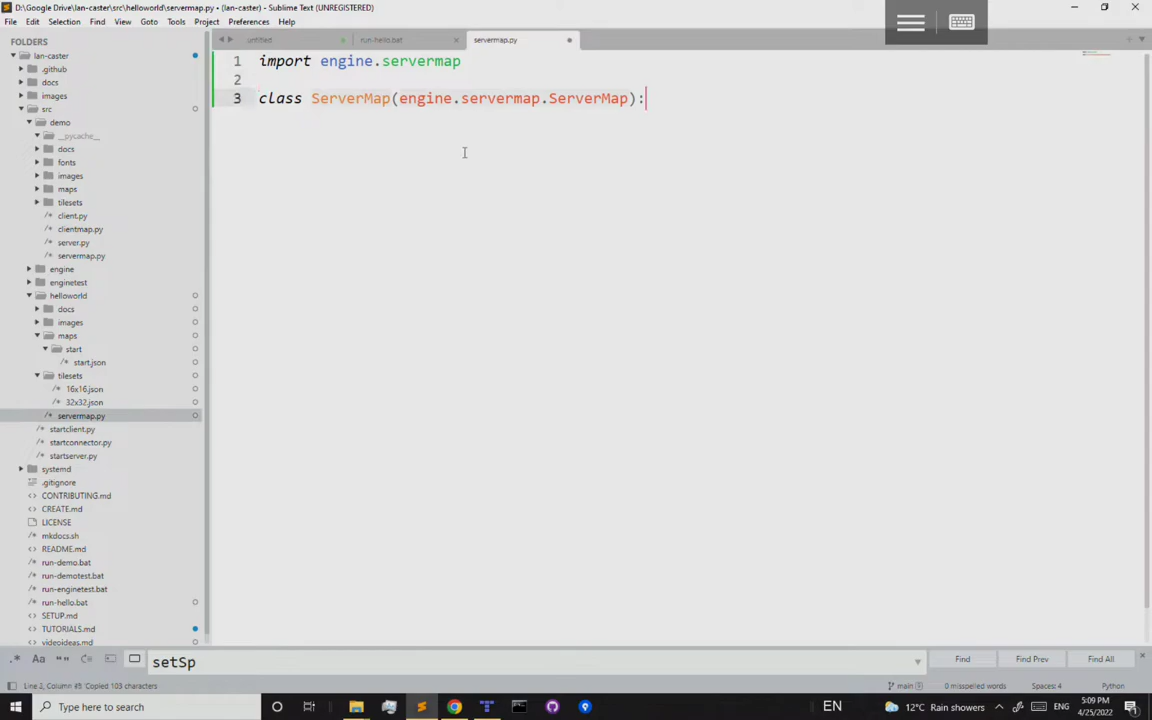 D:\Google Drive\lan-caster\src\helloworld\servermap.py • (lan-caster) - Sublime Text (UNREGISTERED)
File Edit Selection Find View Goto Tools Project Preferences Help
FOLDERS
lan-caster
.github
docs
images
src
demo
__pycache__
docs
fonts
images
maps
tilesets
client.py
clientmap.py
server.py
servermap.py
engine
enginetest
helloworld
docs
images
maps
start
start.json
tilesets
16x16.json
32x32.json
servermap.py
startclient.py
startconnector.py
startserver.py
systemd
.gitignore
CONTRIBUTING.md
CREATE.md
LICENSE
mkdocs.sh
README.md
run-demo.bat
run-demotest.bat
run-enginetest.bat
run-hello.bat
SETUP.md
TUTORIALS.md
videoideas.md
untitled run-hello.bat servermap.py
1 import engine.servermap
2
3 class ServerMap(engine.servermap.ServerMap):
.* Aa "" setSp Find Find Prev Find All
main 0 misspelled words Spaces: 4 Python
Type here to search EN 12°C Rain showers ENG 5:09 PM
4/25/2022